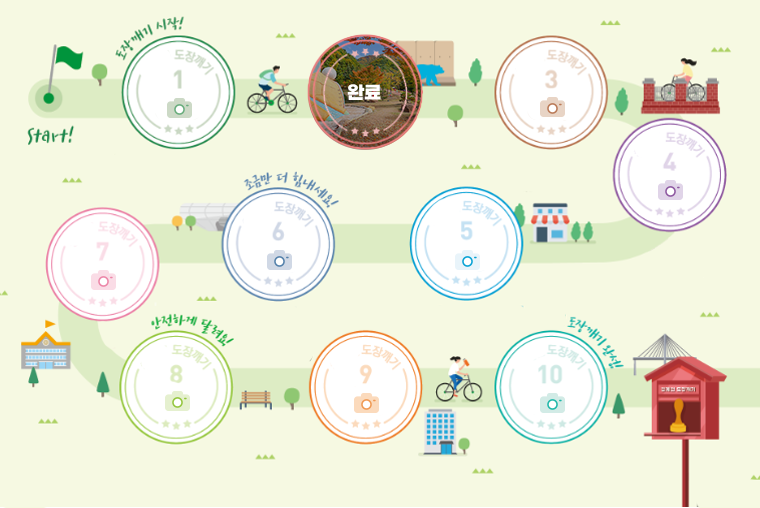 도장깨기 시작!
도장깨기
1
완료
도장깨기
3
Start!
도장깨기
4
조금만 더 힘내세요!
도장깨기
7
도장깨기
6
도장깨기
5
안전하게 달려요!
도장깨기 완성!
도장깨기
8
도장깨기
9
도장깨기
10